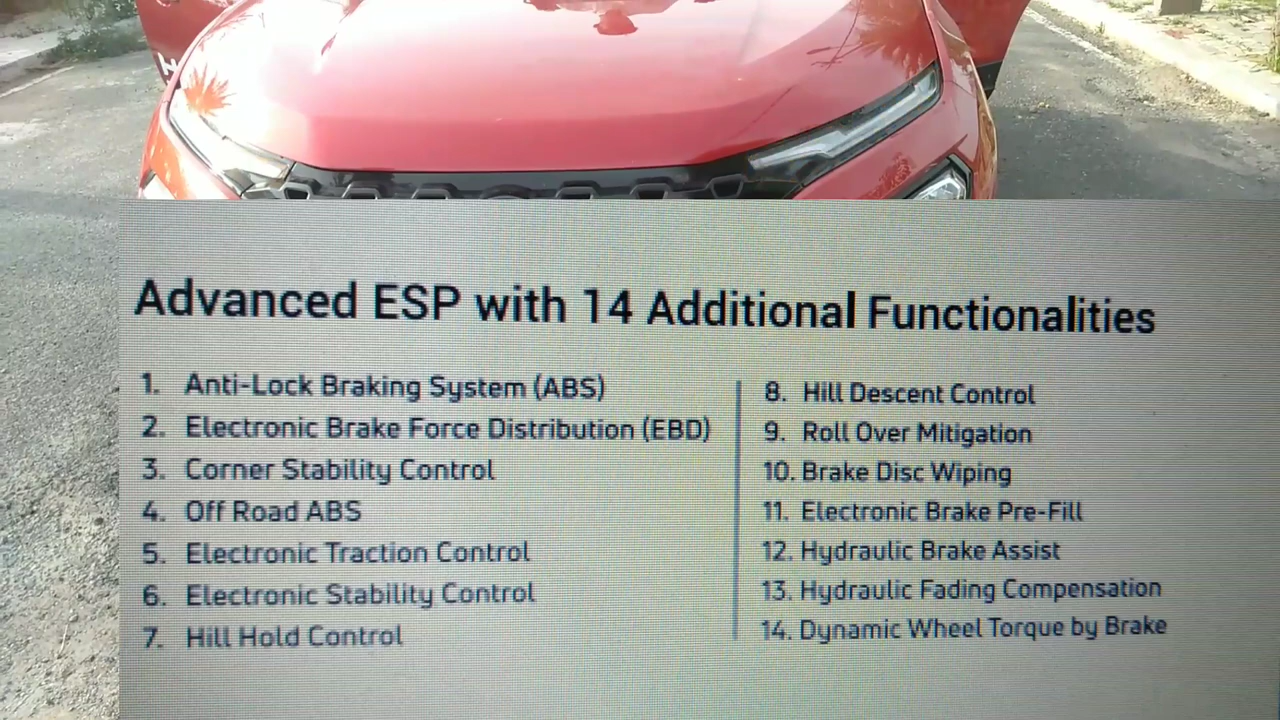 Advanced ESP with 14 Additional Functionalities
1. Anti-Lock Braking System (ABS)
2. Electronic Brake Force Distribution (EBD)
3. Corner Stability Control
4. Off Road ABS
5. Electronic Traction Control
6. Electronic Stability Control
7. Hill Hold Control
8. Hill Descent Control
9. Roll Over Mitigation
10. Brake Disc Wiping
11. Electronic Brake Pre-Fill
12. Hydraulic Brake Assist
13. Hydraulic Fading Compensation
14. Dynamic Wheel Torque by Brake